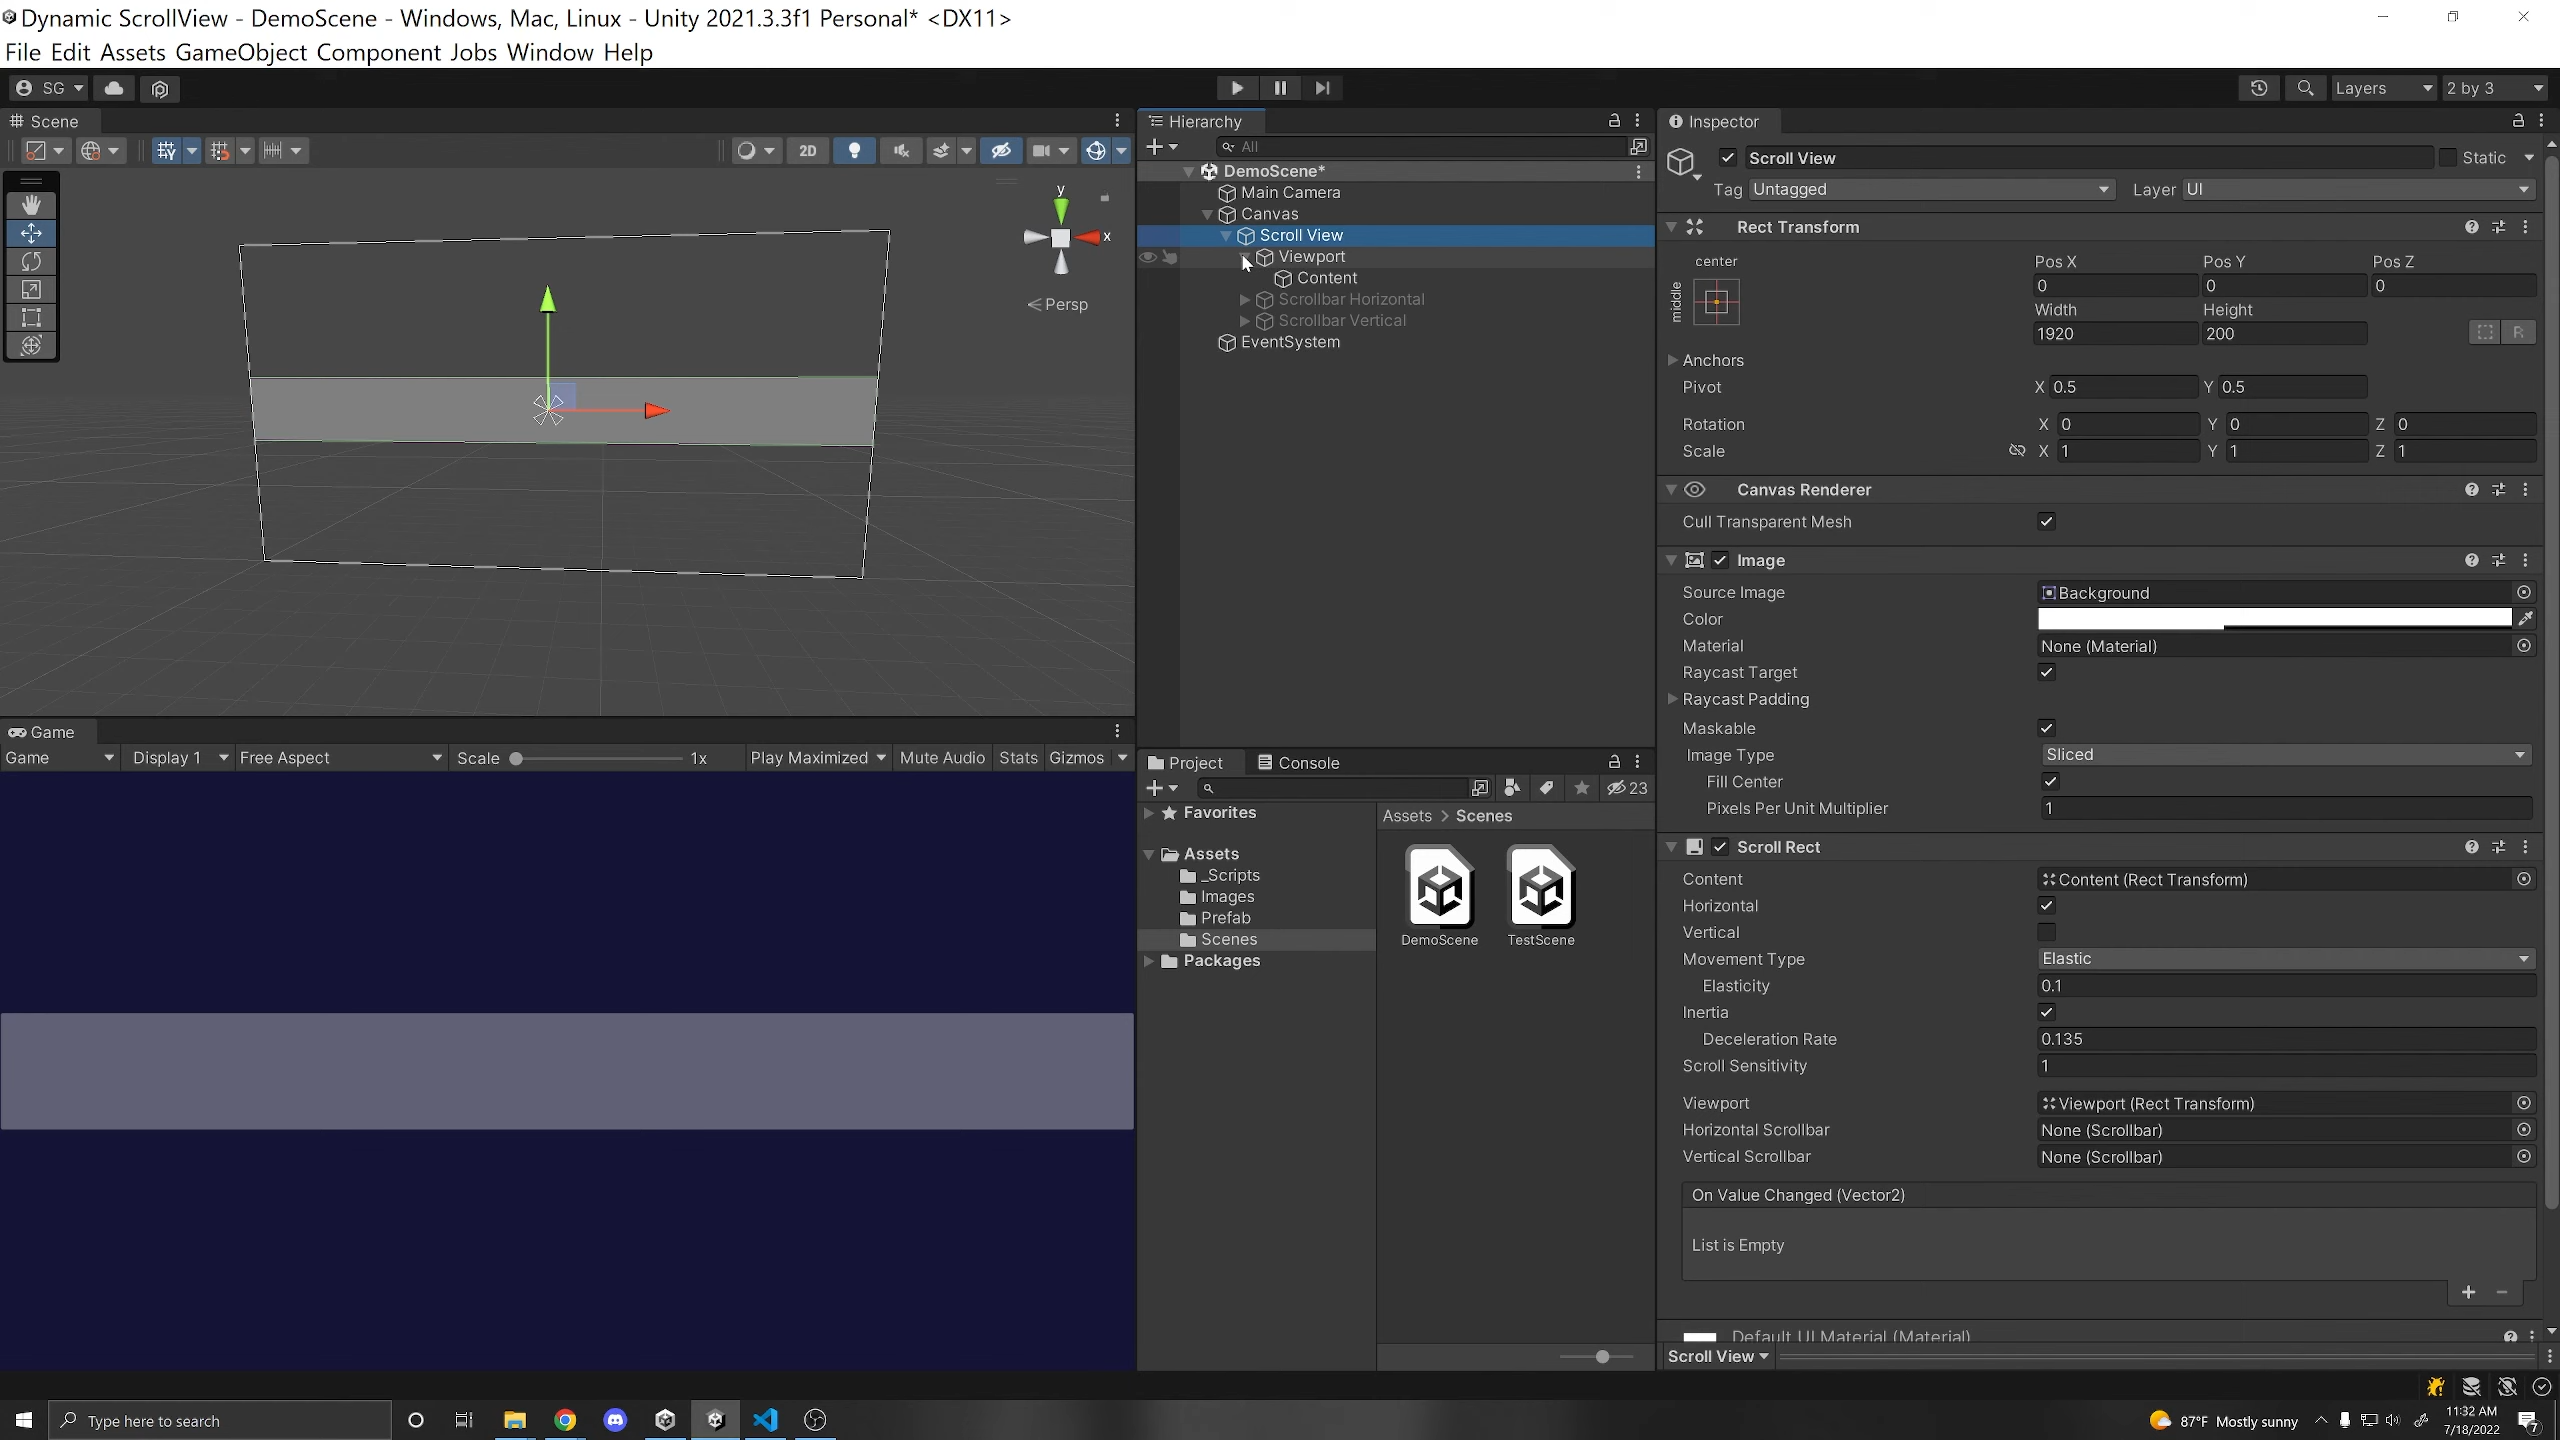 Dynamic ScrollView - DemoScene - Windows, Mac, Linux - Unity 2021.3.3f1 Personal* <DX11>
File Edit Assets GameObject Component Jobs Window Help
SG
Layers
2 by 3
Scene
2D
y
x
Persp
Game
Game
Display 1
Free Aspect
Scale
1x
Play Maximized
Mute Audio
Stats
Gizmos
Hierarchy
All
DemoScene*
Main Camera
Canvas
Scroll View
Viewport
Content
Scrollbar Horizontal
Scrollbar Vertical
EventSystem
Project
Console
23
Favorites
Assets
_Scripts
Images
Prefab
Scenes
Packages
Assets > Scenes
DemoScene
TestScene
Inspector
Scroll View
Static
Tag Untagged
Layer UI
Rect Transform
center
middle
Pos X
Pos Y
Pos Z
0
0
0
Width
Height
1920
200
R
Anchors
Pivot
X 0.5
Y 0.5
Rotation
X 0
Y 0
Z 0
Scale
X 1
Y 1
Z 1
Canvas Renderer
Cull Transparent Mesh
Image
Source Image
Background
Color
Material
None (Material)
Raycast Target
Raycast Padding
Maskable
Image Type
Sliced
Fill Center
Pixels Per Unit Multiplier
1
Scroll Rect
Content
Content (Rect Transform)
Horizontal
Vertical
Movement Type
Elastic
Elasticity
0.1
Inertia
Deceleration Rate
0.135
Scroll Sensitivity
1
Viewport
Viewport (Rect Transform)
Horizontal Scrollbar
None (Scrollbar)
Vertical Scrollbar
None (Scrollbar)
On Value Changed (Vector2)
List is Empty
Default UI Material (Material)
Scroll View
Type here to search
87°F Mostly sunny
11:32 AM
7/18/2022
7